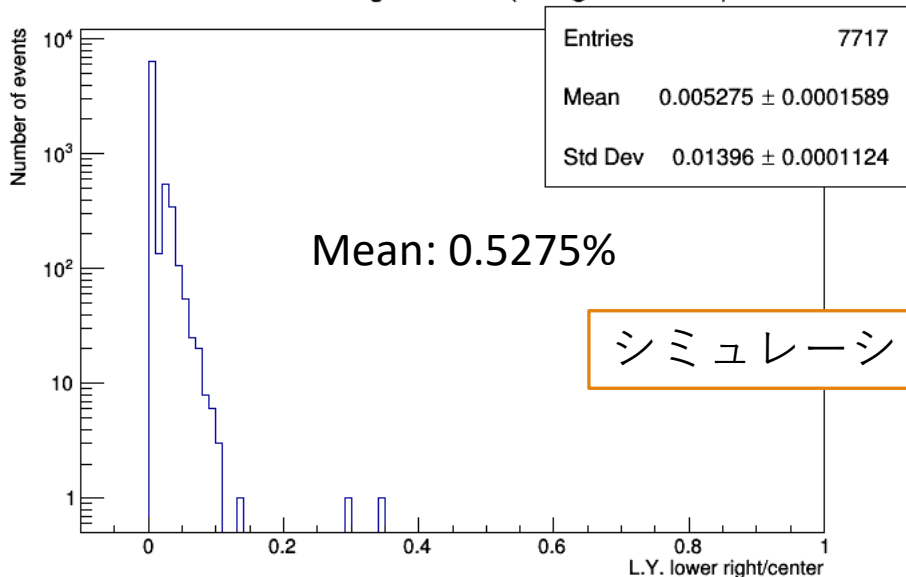 Entries 7717
Mean 0.005275 ± 0.0001589
Std Dev 0.01396 ± 0.0001124
Number of events
10⁴
10³
10²
10
1
Mean: 0.5275%
シミュレーシ
0 0.2 0.4 0.6 0.8 1
L.Y. lower right/center